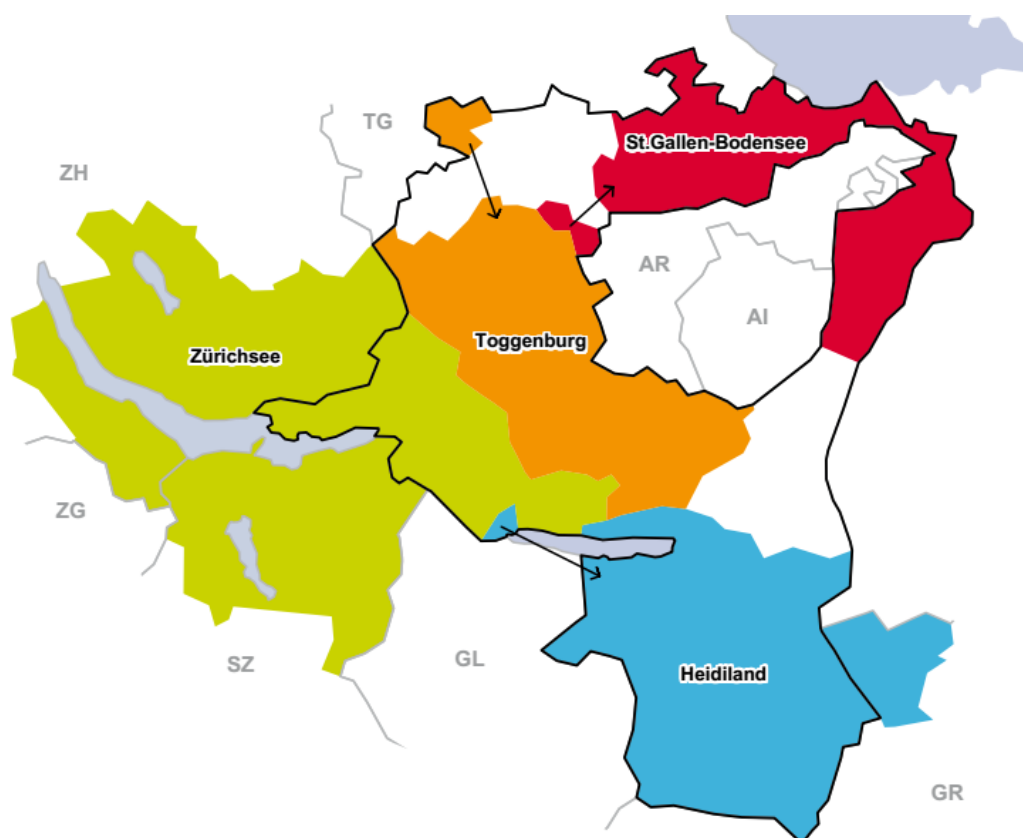 TG
St.Gallen-Bodensee
ZH
AR
AI
Toggenburg
Zürichsee
ZG
SZ
GL
Heidiland
GR